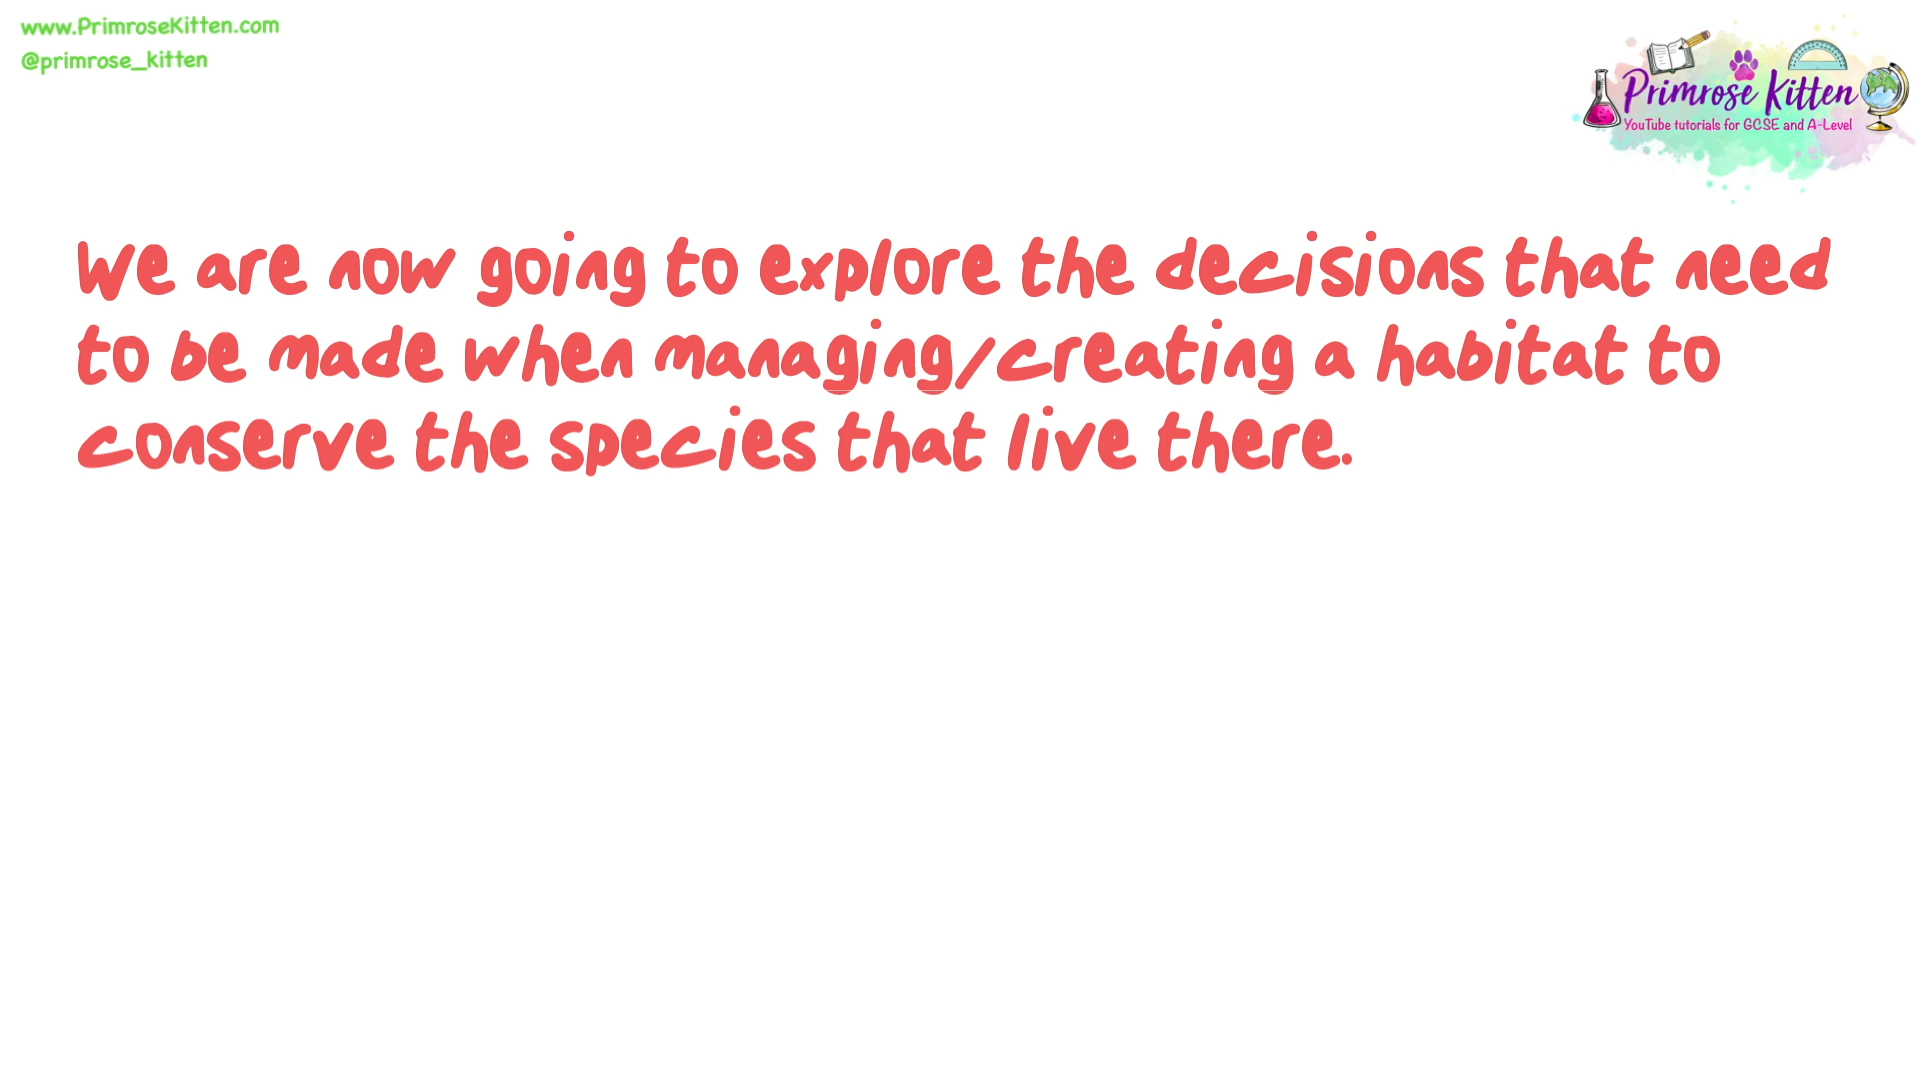 www.PrimroseKitten.com
@primrose_kitten
Primrose Kitten
YouTube tutorials for GCSE and A-Level
We are now going to explore the decisions that need
to be made when managing/creating a habitat to
conserve the species that live there.